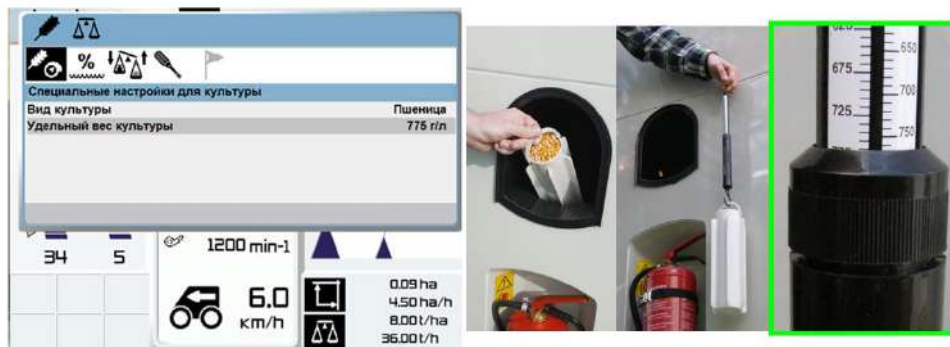 %
Специальные настройки для культуры
Вид культуры Пшеница
Удельный вес культуры 775 г/л
34 5
1200 min-1
6.0
км/h
0.09 ha
4.50 ha/h
8.00 t/ha
36.00 t/h
650
675
700
725
750